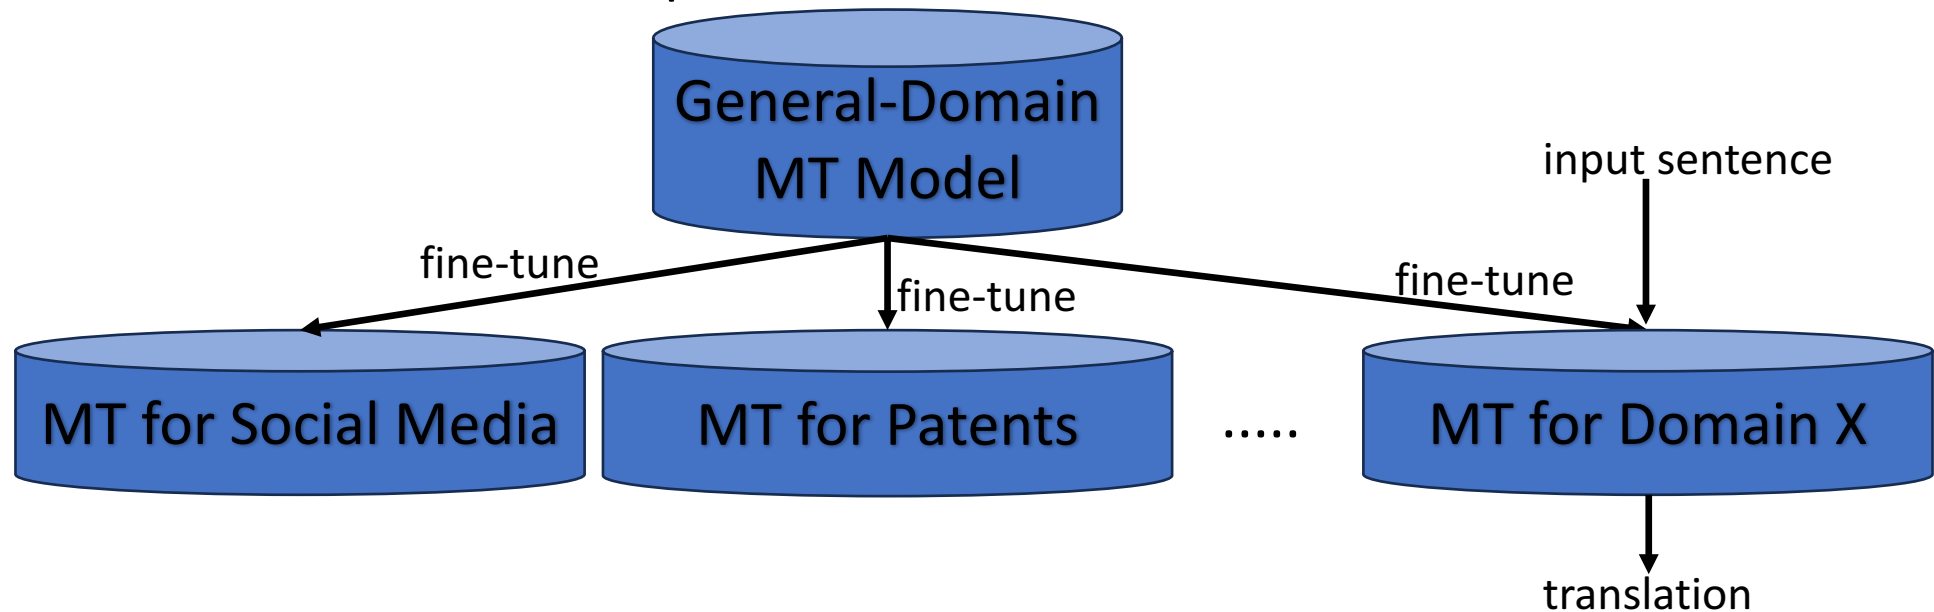 General-Domain
MT Model
input sentence
fine-tune
fine-tune
fine-tune
MT for Social Media
MT for Patents
.....
MT for Domain X
translation